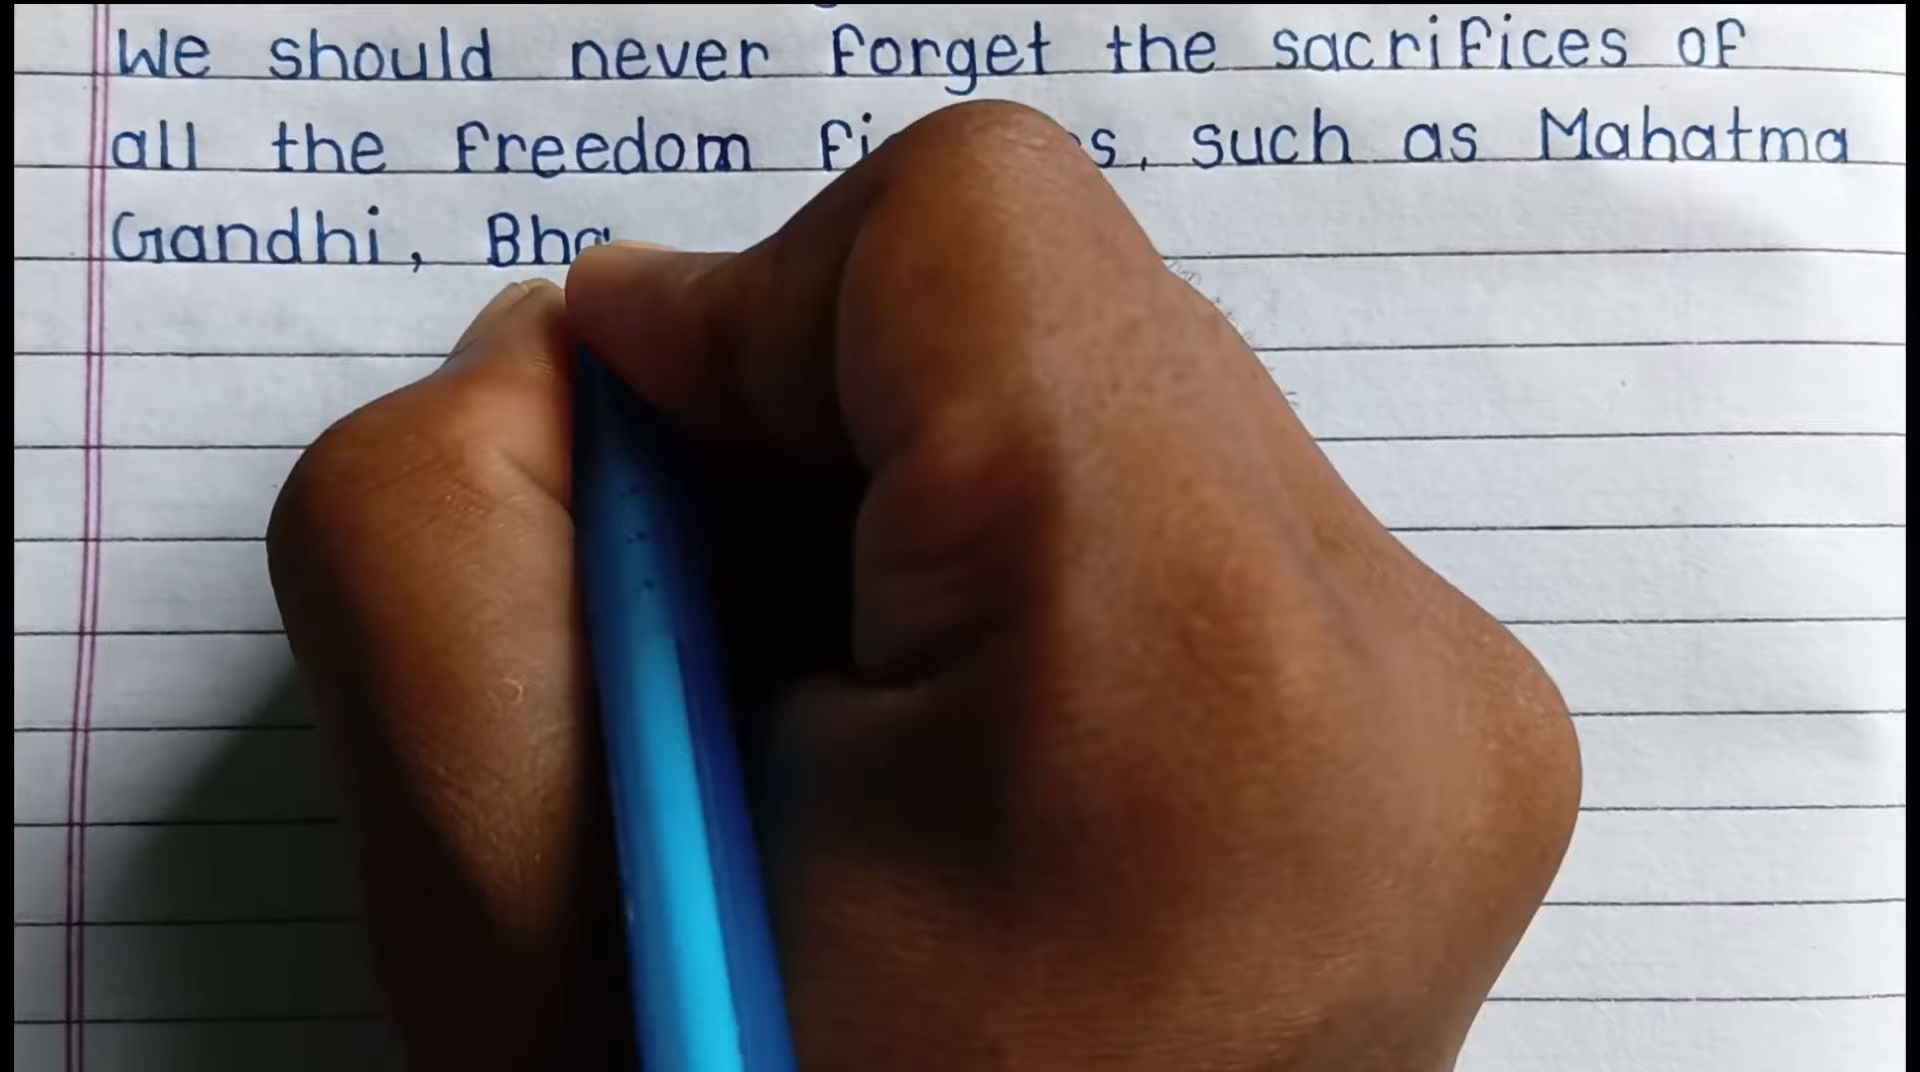 We should never forget the sacrifices of
all the freedom such as Mahatma
Gandhi,